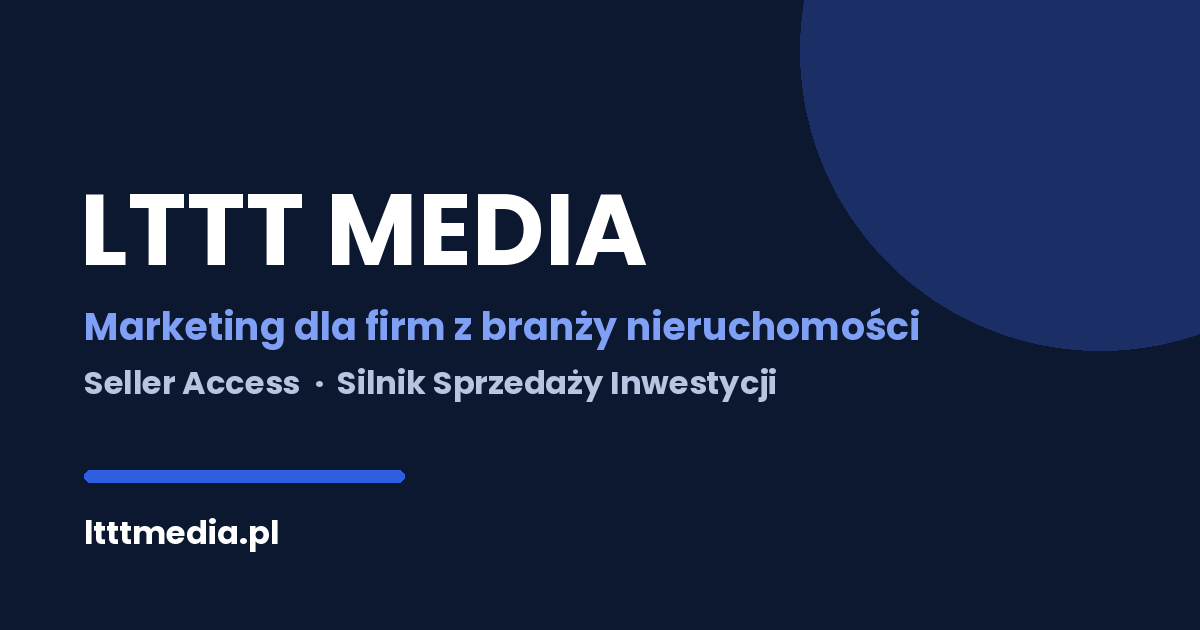 LTTT MEDIA
Marketing dla firm z branży nieruchomości
Seller Access · Silnik Sprzedaży Inwestycji
ltttmedia.pl